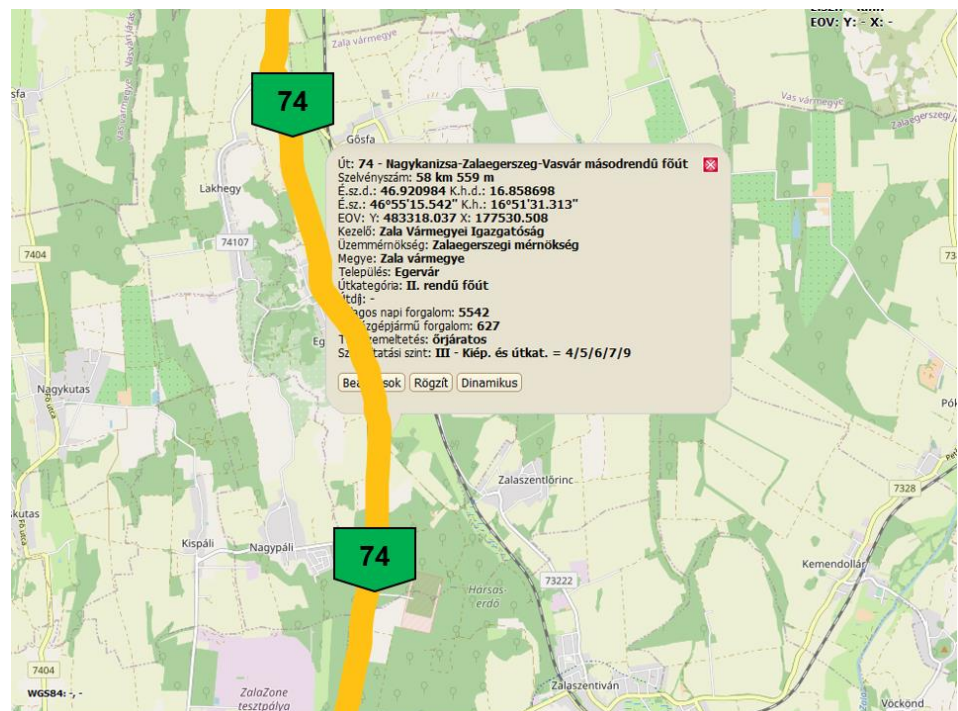 EOV: Y: - X: -
Zala vármegye
Vas vármegye
74
Gősfa
Út: 74 - Nagykanizsa-Zalaegerszeg-Vasvár másodrendű főút
Szelvényszám: 58 km 559 m
É.sz.d.: 46.920984 K.h.d.: 16.858698
É.sz.: 46°55'15.542" K.h.: 16°51'31.313"
EOV: Y: 483318.037 X: 177530.508
Kezelő: Zala Vármegyei Igazgatóság
Üzemmérnökség: Zalaegerszegi mérnökség
Megye: Zala vármegye
Település: Egervár
Útkategória: II. rendű főút
Útdíj: -
napi forgalom: 5542
forgalom: 627
őrjáratos
szint: III - Kiép. és útkat. = 4/5/6/7/9
Rögzít
Dinamikus
Lakhegy
74107
7404
Nagykutas
Fő utca
Zalaszentlőrinc
7328
Kispáli
Nagypáli
74
73222
Kemendollár
Hársas-
erdő
7404
WGS84: -, -
ZalaZone
tesztpálya
Zalaszentiván
Vöckönd